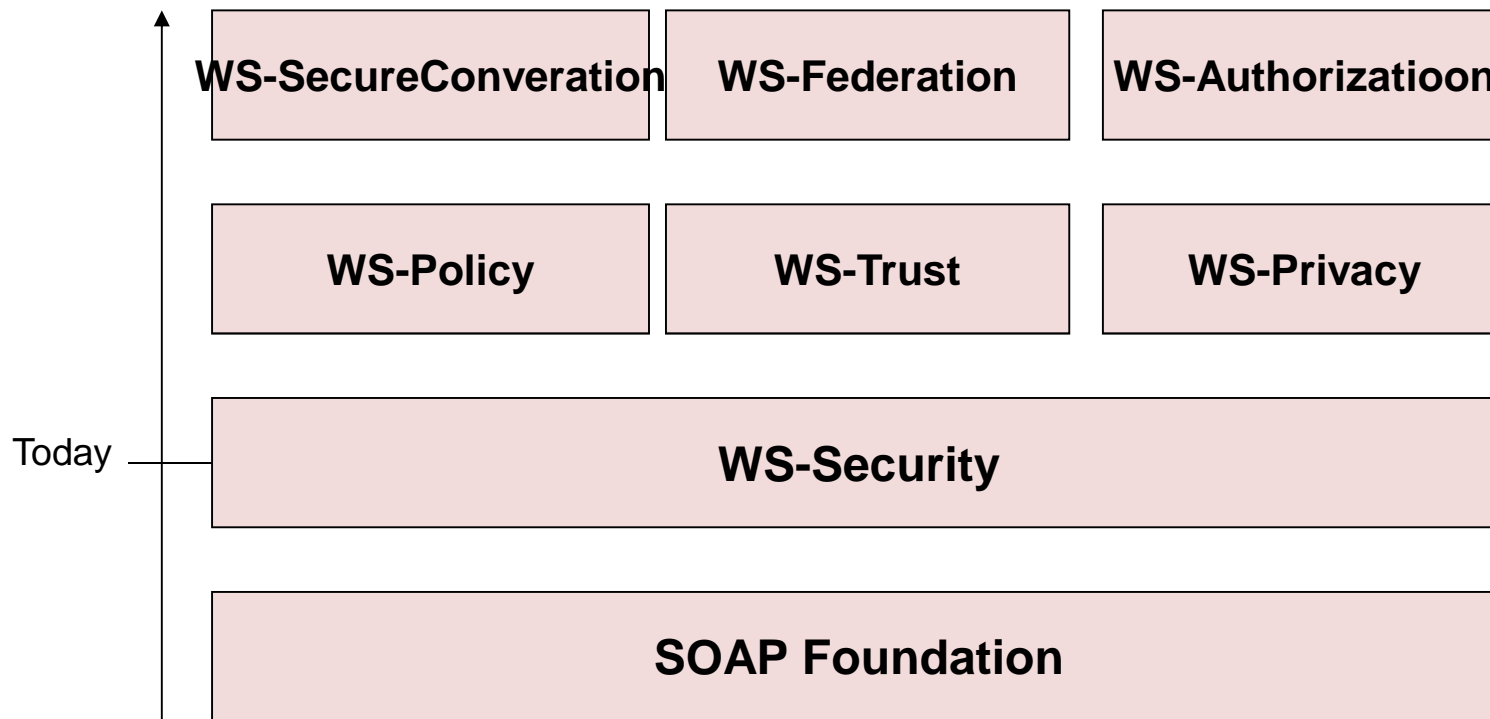 WS-SecureConveration WS-Federation WS-Authorizatioon
WS-Policy WS-Trust WS-Privacy
Today
WS-Security
SOAP Foundation